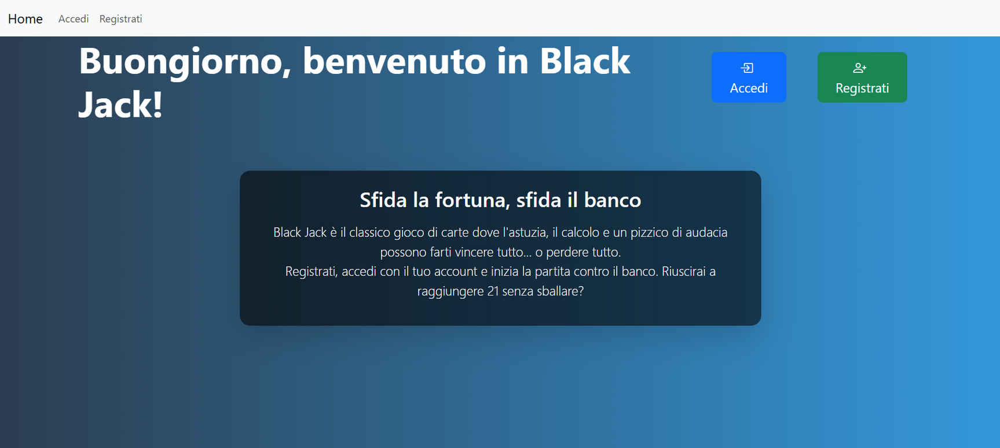 Home Accedi Registrati
Buongiorno, benvenuto in Black
Jack!
Accedi
Registrati
Sfida la fortuna, sfida il banco
Black Jack è il classico gioco di carte dove l'astuzia, il calcolo e un pizzico di audacia
possono farti vincere tutto... o perdere tutto.
Registrati, accedi con il tuo account e inizia la partita contro il banco. Riuscirai a
raggiungere 21 senza sballare?